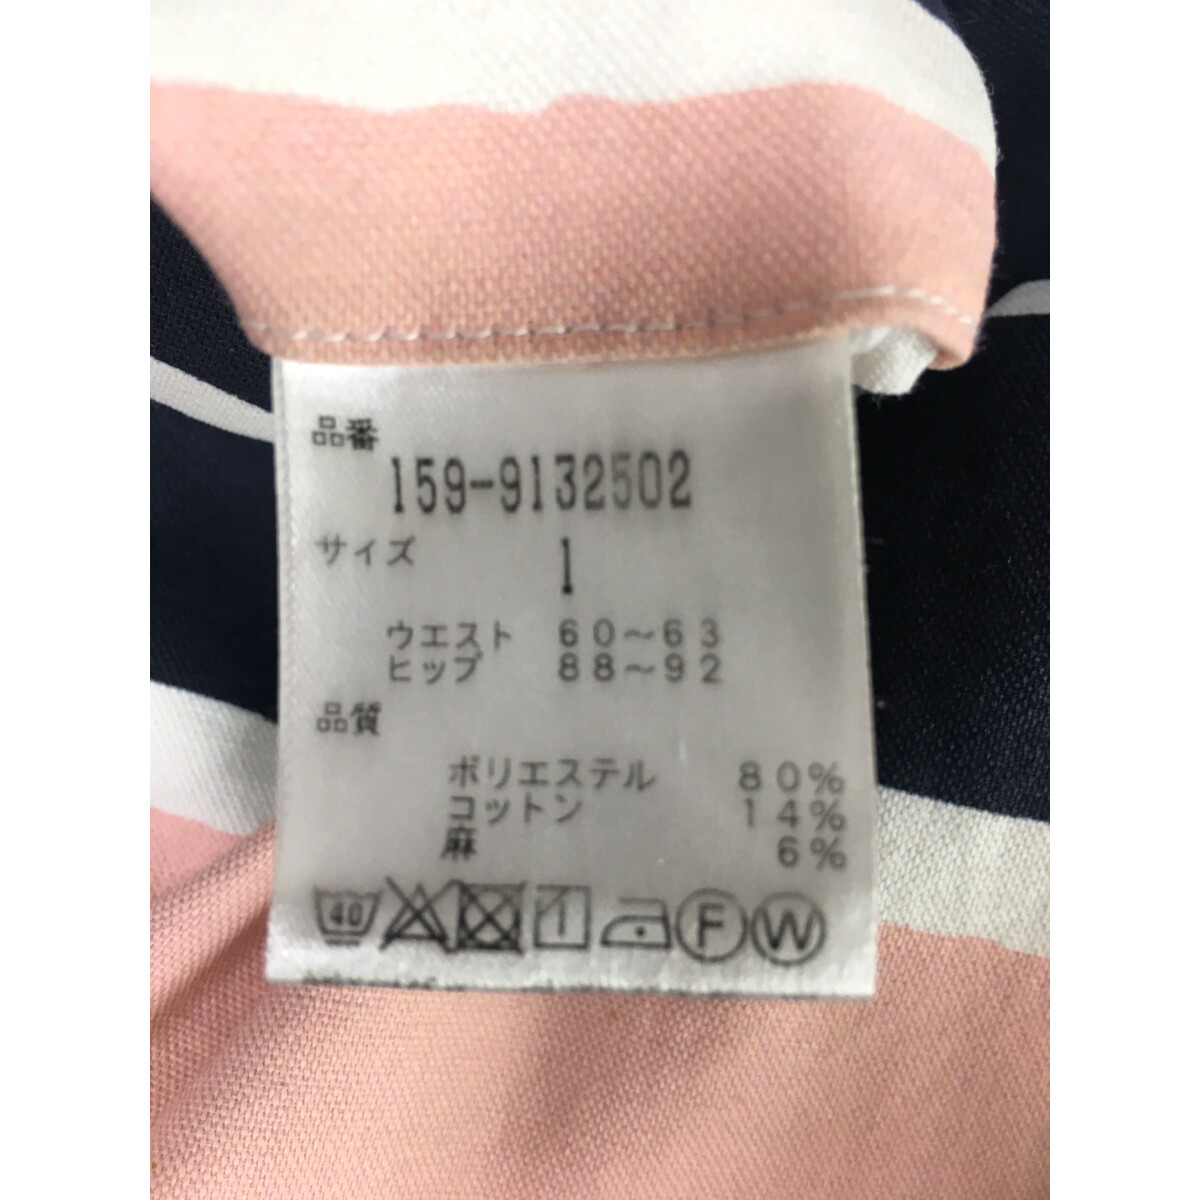 品番
159-9132502
サイズ 1
ウエスト 60～63
ヒップ 88～92
品質
ポリエステル 80%
コットン 14%
麻 6%
40 F W